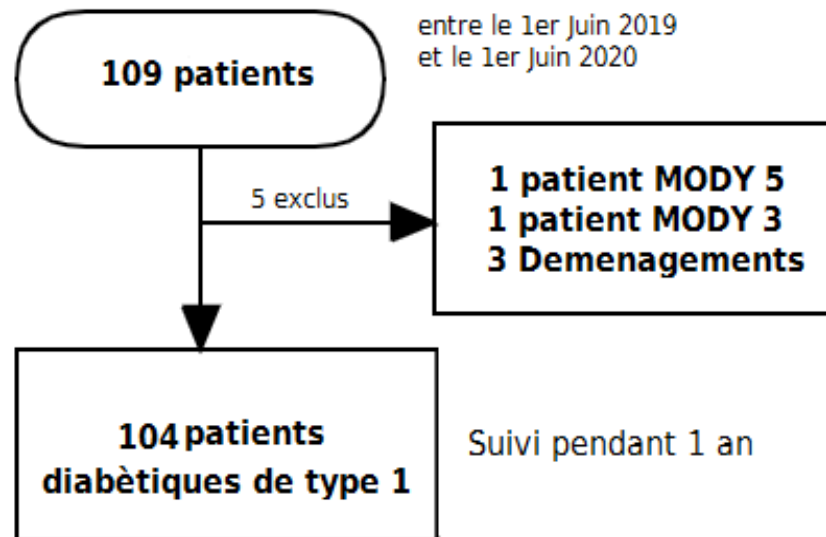 entre le 1er Juin 2019
et le 1er Juin 2020
109 patients
5 exclus
1 patient MODY 5
1 patient MODY 3
3 Demenagements
104 patients
diabètiques de type 1
Suivi pendant 1 an